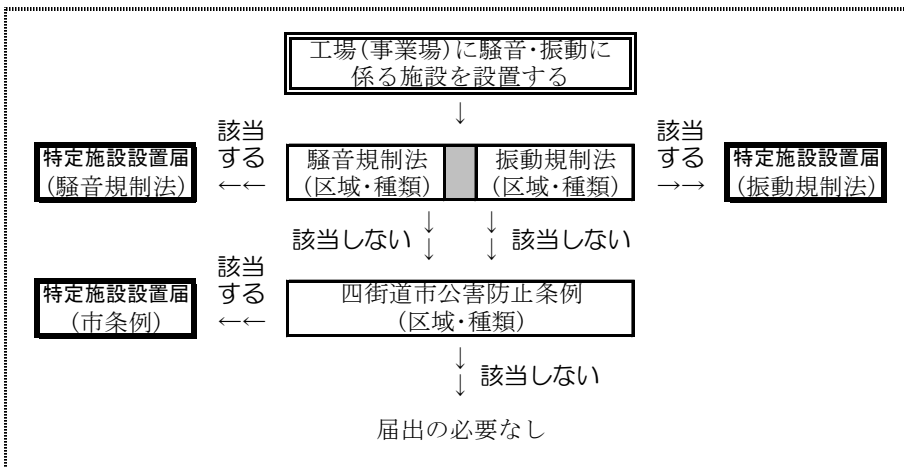 工場(事業場)に騒音・振動に
係る施設を設置する
↓
特定施設設置届
(騒音規制法)
該当
する
←←
騒音規制法
(区域・種類)
振動規制法
(区域・種類)
該当
する
→→
特定施設設置届
(振動規制法)
該当しない
↓
↓
↓
↓
該当しない
特定施設設置届
(市条例)
該当
する
←←
四街道市公害防止条例
(区域・種類)
↓
↓
該当しない
届出の必要なし